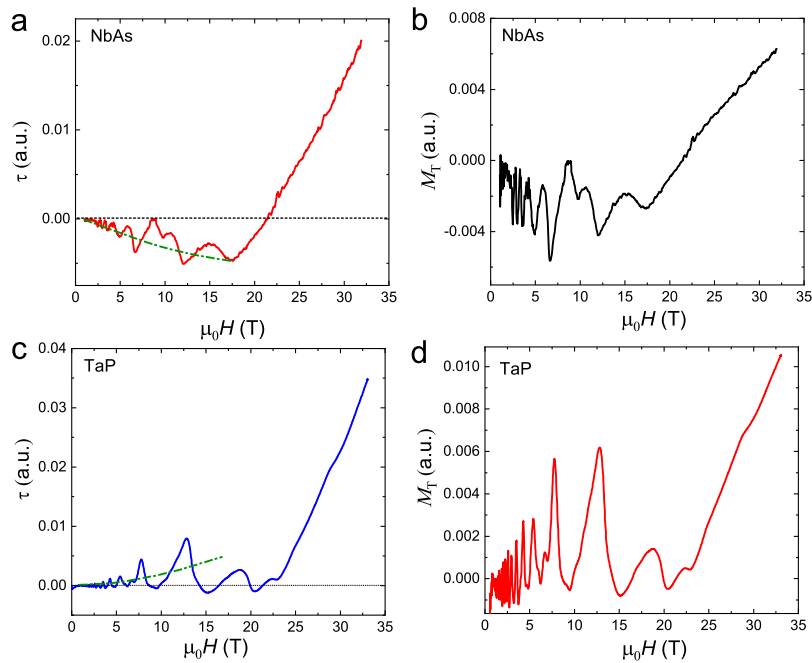 a
NbAs
0.02
0.01
0.00
τ (a.u.)
0 5 10 15 20 25 30 35
μ₀H (T)
b
NbAs
0.008
0.004
0.000
-0.004
M_T (a.u.)
0 5 10 15 20 25 30 35
μ₀H (T)
c
TaP
0.04
0.03
0.02
0.01
0.00
τ (a.u.)
0 5 10 15 20 25 30 35
μ₀H (T)
d
TaP
0.010
0.008
0.006
0.004
0.002
0.000
M_T (a.u.)
0 5 10 15 20 25 30 35
μ₀H (T)